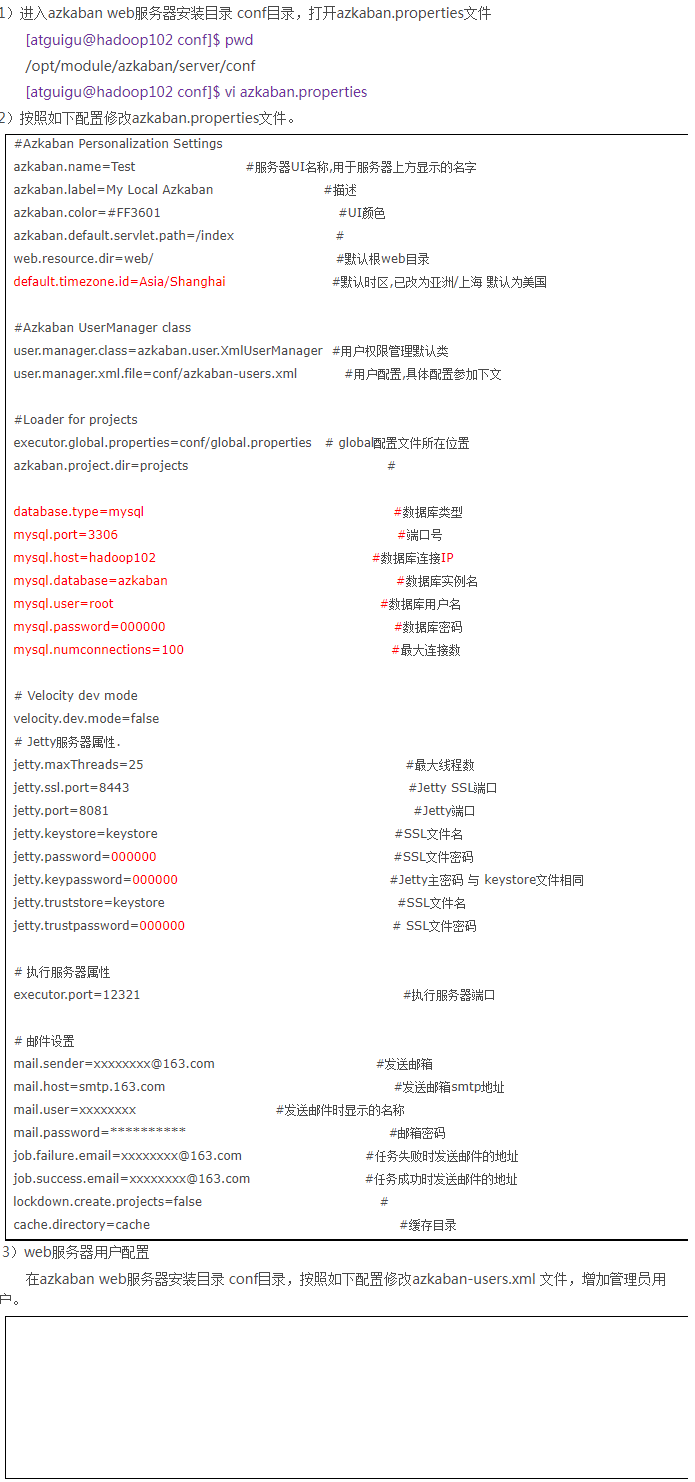 1）进入azkaban web服务器安装目录 conf目录，打开azkaban.properties文件
[atguigu@hadoop102 conf]$ pwd
/opt/module/azkaban/server/conf
[atguigu@hadoop102 conf]$ vi azkaban.properties
2）按照如下配置修改azkaban.properties文件。
#Azkaban Personalization Settings
azkaban.name=Test #服务器UI名称,用于服务器上方显示的名字
azkaban.label=My Local Azkaban #描述
azkaban.color=#FF3601 #UI颜色
azkaban.default.servlet.path=/index #
web.resource.dir=web/ #默认根web目录
default.timezone.id=Asia/Shanghai #默认时区,已改为亚洲/上海 默认为美国
#Azkaban UserManager class
user.manager.class=azkaban.user.XmlUserManager #用户权限管理默认类
user.manager.xml.file=conf/azkaban-users.xml #用户配置,具体配置参加下文
#Loader for projects
executor.global.properties=conf/global.properties # global配置文件所在位置
azkaban.project.dir=projects #
database.type=mysql #数据库类型
mysql.port=3306 #端口号
mysql.host=hadoop102 #数据库连接IP
mysql.database=azkaban #数据库实例名
mysql.user=root #数据库用户名
mysql.password=000000 #数据库密码
mysql.numconnections=100 #最大连接数
# Velocity dev mode
velocity.dev.mode=false
# Jetty服务器属性.
jetty.maxThreads=25 #最大线程数
jetty.ssl.port=8443 #Jetty SSL端口
jetty.port=8081 #Jetty端口
jetty.keystore=keystore #SSL文件名
jetty.password=000000 #SSL文件密码
jetty.keypassword=000000 #Jetty主密码 与 keystore文件相同
jetty.truststore=keystore #SSL文件名
jetty.trustpassword=000000 # SSL文件密码
# 执行服务器属性
executor.port=12321 #执行服务器端口
# 邮件设置
mail.sender=xxxxxxxx@163.com #发送邮箱
mail.host=smtp.163.com #发送邮箱smtp地址
mail.user=xxxxxxxx #发送邮件时显示的名称
mail.password=********** #邮箱密码
job.failure.email=xxxxxxxx@163.com #任务失败时发送邮件的地址
job.success.email=xxxxxxxx@163.com #任务成功时发送邮件的地址
lockdown.create.projects=false #
cache.directory=cache #缓存目录
3）web服务器用户配置
在azkaban web服务器安装目录 conf目录，按照如下配置修改azkaban-users.xml 文件，增加管理员用
户。